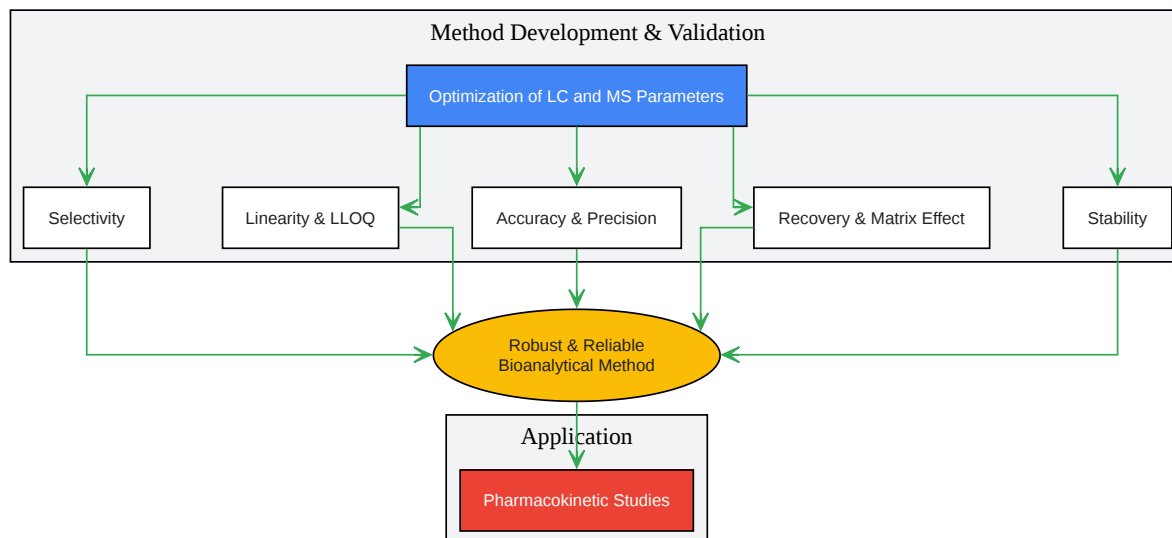 Method Development & Validation
Optimization of LC and MS Parameters
Selectivity
Linearity & LLOQ
Accuracy & Precision
Recovery & Matrix Effect
Stability
Robust & Reliable
Bioanalytical Method
Application
Pharmacokinetic Studies